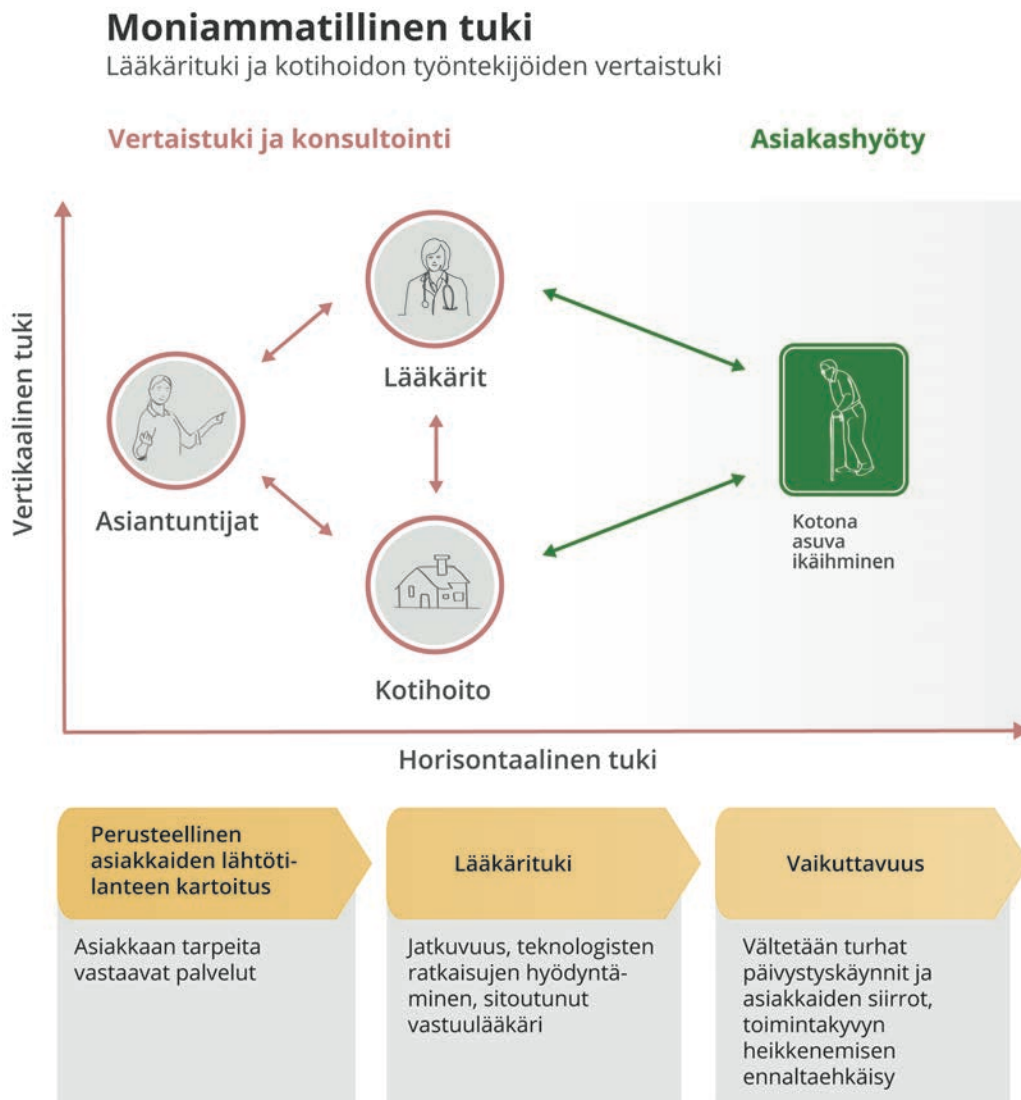 Moniammatillinen tuki
Lääkärituki ja kotihoidon työntekijöiden vertaistuki
Vertaistuki ja konsultointi
Asiakashyöty
Vertikaalinen tuki
Lääkärit
Asiantuntijat
Kotihoito
Kotona
asuva
ikäihminen
Horisontaalinen tuki
Perusteellinen
asiakkaiden lähtöti-
lanteen kartoitus
Asiakkaan tarpeita
vastaavat palvelut
Lääkärituki
Jatkuvuus, teknologisten
ratkaisujen hyödyntä-
minen, sitoutunut
vastuulääkäri
Vaikuttavuus
Vältetään turhat
päivystyskäynnit ja
asiakkaiden siirrot,
toimintakyvyn
heikkenemisen
ennaltaehkäisy